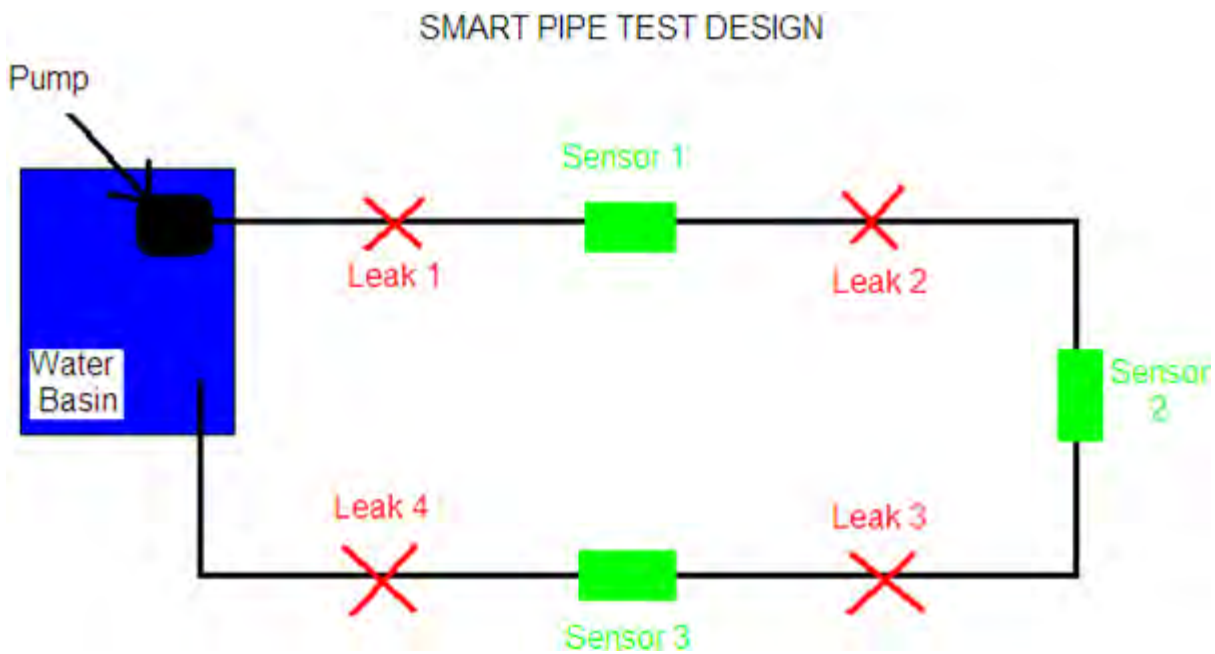 SMART PIPE TEST DESIGN
Pump
Sensor 1
Leak 1
Leak 2
Water
Basin
Sensor
2
Leak 4
Leak 3
Sensor 3